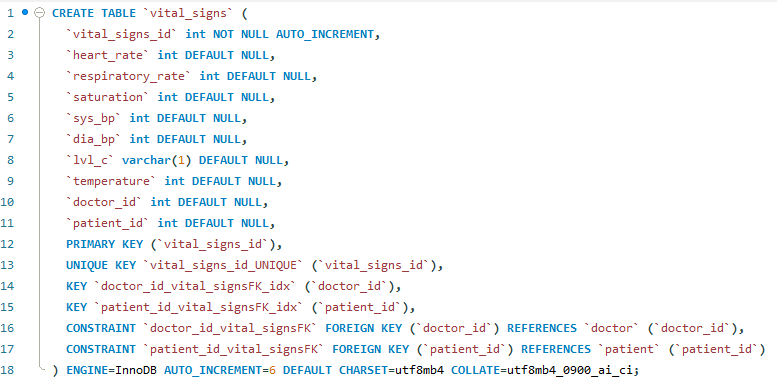 1 CREATE TABLE `vital_signs` (
2 `vital_signs_id` int NOT NULL AUTO_INCREMENT,
3 `heart_rate` int DEFAULT NULL,
4 `respiratory_rate` int DEFAULT NULL,
5 `saturation` int DEFAULT NULL,
6 `sys_bp` int DEFAULT NULL,
7 `dia_bp` int DEFAULT NULL,
8 `lvl_c` varchar(1) DEFAULT NULL,
9 `temperature` int DEFAULT NULL,
10 `doctor_id` int DEFAULT NULL,
11 `patient_id` int DEFAULT NULL,
12 PRIMARY KEY (`vital_signs_id`),
13 UNIQUE KEY `vital_signs_id_UNIQUE` (`vital_signs_id`),
14 KEY `doctor_id_vital_signsFK_idx` (`doctor_id`),
15 KEY `patient_id_vital_signsFK_idx` (`patient_id`),
16 CONSTRAINT `doctor_id_vital_signsFK` FOREIGN KEY (`doctor_id`) REFERENCES `doctor` (`doctor_id`),
17 CONSTRAINT `patient_id_vital_signsFK` FOREIGN KEY (`patient_id`) REFERENCES `patient` (`patient_id`)
18 ) ENGINE=InnoDB AUTO_INCREMENT=6 DEFAULT CHARSET=utf8mb4 COLLATE=utf8mb4_0900_ai_ci;